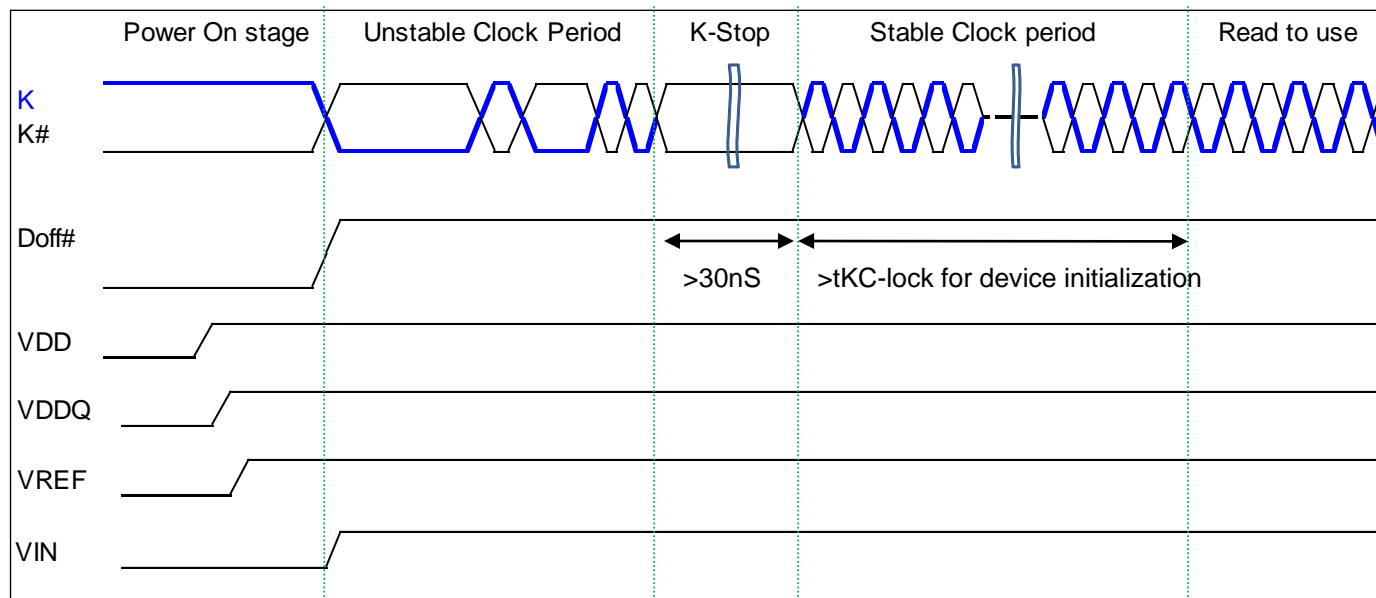 Power On stage Unstable Clock Period K-Stop Stable Clock period Read to use
K
K#
Doff#
>30nS >tKC-lock for device initialization
VDD
VDDQ
VREF
VIN